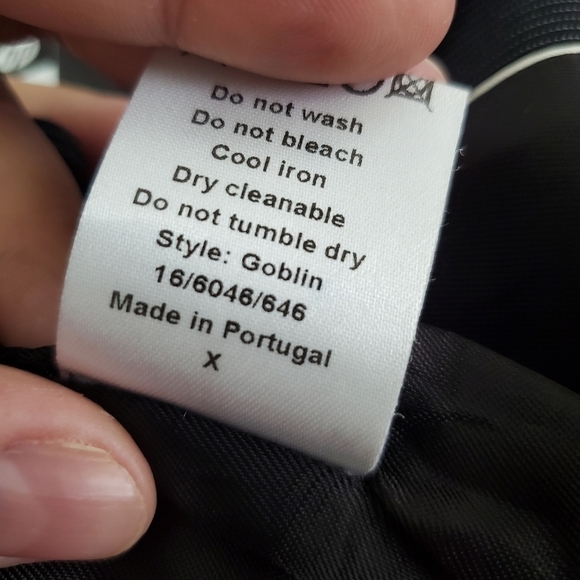 Do not wash
Do not bleach
Cool iron
Dry cleanable
Do not tumble dry
Style: Goblin
16/6046/646
Made in Portugal
X